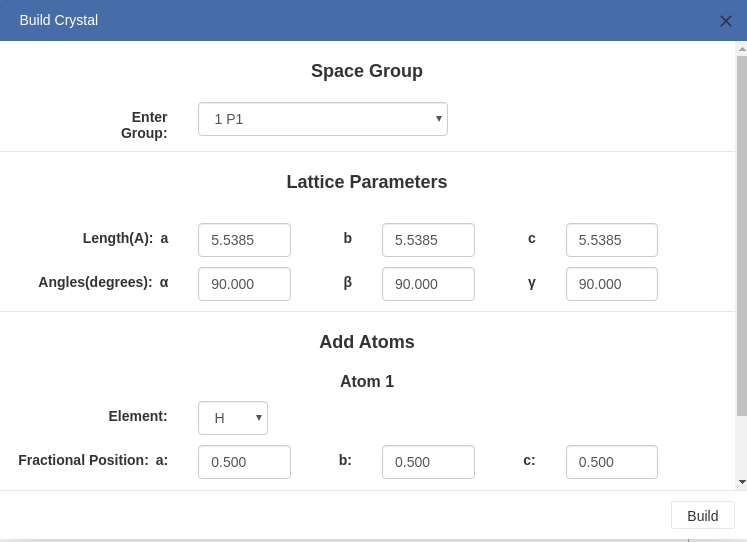 Build Crystal
Space Group
Enter Group: 1 P1
Lattice Parameters
Length(A): a 5.5385 b 5.5385 c 5.5385
Angles(degrees): α 90.000 β 90.000 γ 90.000
Add Atoms
Atom 1
Element: H
Fractional Position: a: 0.500 b: 0.500 c: 0.500
Build